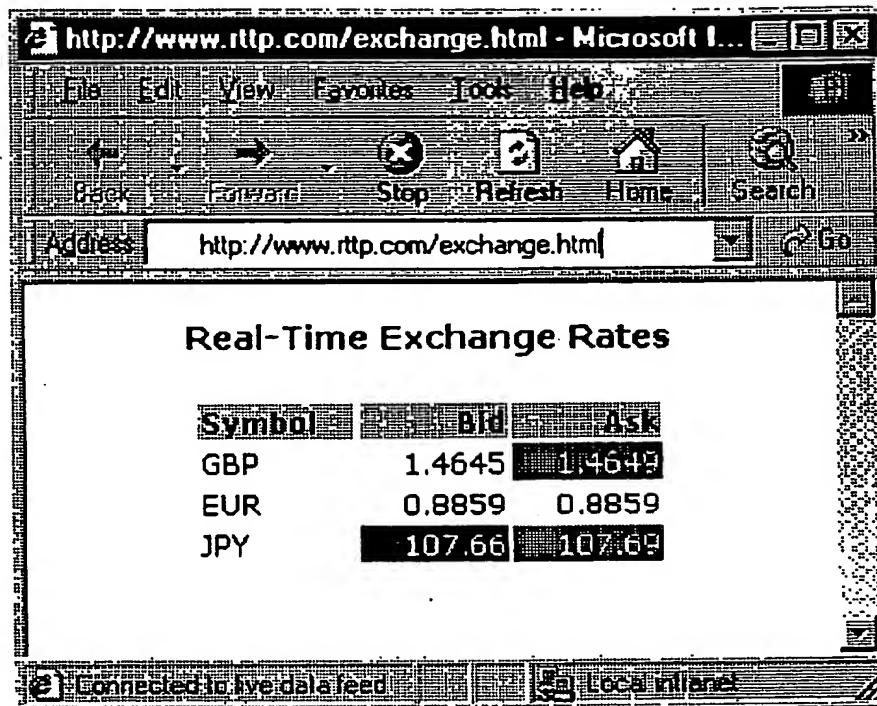 http://www.rttp.com/exchange.html - Microsoft I...
File Edit View Favorites Tools Help
Back Forward Stop Refresh Home Search »
Address http://www.rttp.com/exchange.html Go
Real-Time Exchange Rates
Symbol Bid Ask
GBP 1.4645 1.4649
EUR 0.8859 0.8859
JPY 107.66 107.69
Connected to live data feed Local intranet